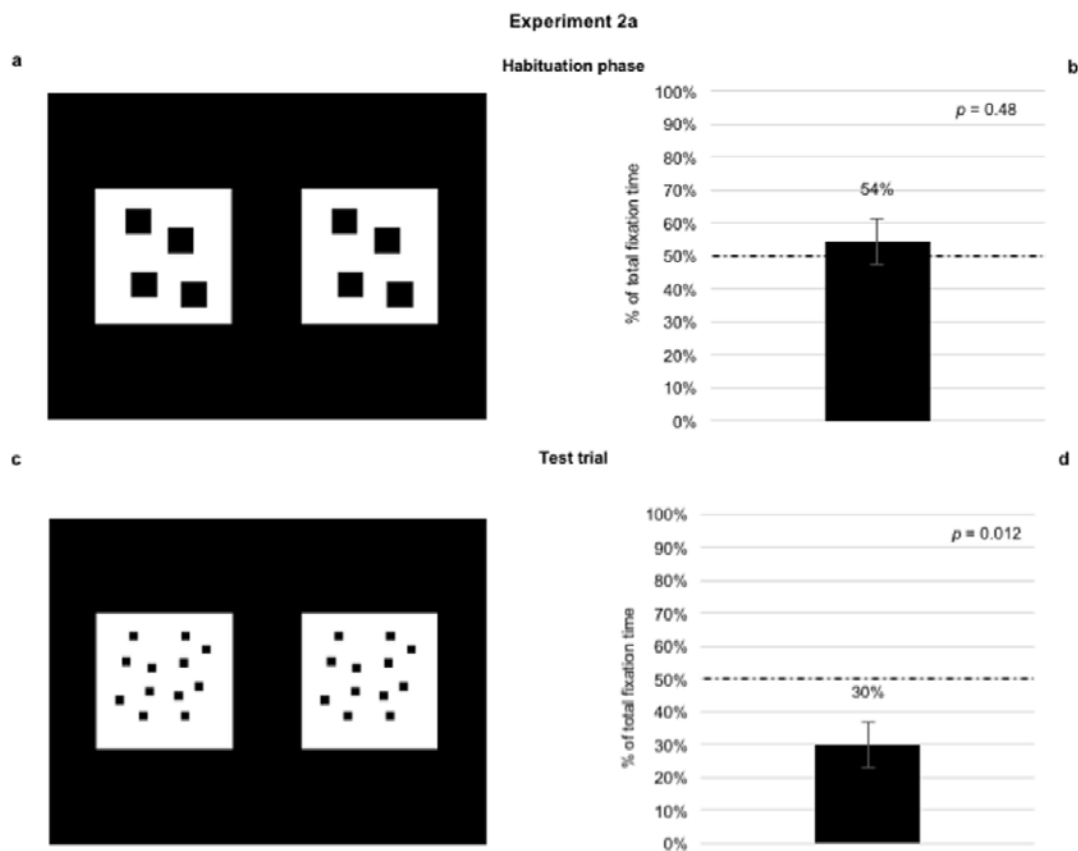 Experiment 2a
a
Habituation phase
b
100%
90%
80%
70%
60%
50%
40%
30%
20%
10%
0%
% of total fixation time
p = 0.48
54%
c
Test trial
d
100%
90%
80%
70%
60%
50%
40%
30%
20%
10%
0%
% of total fixation time
p = 0.012
30%